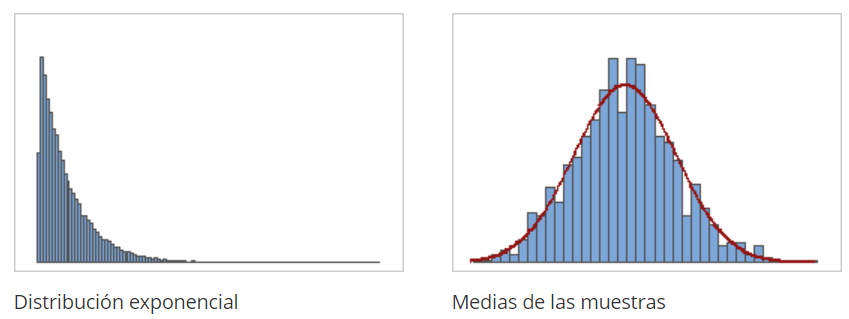 Distribución exponencial
Medias de las muestras